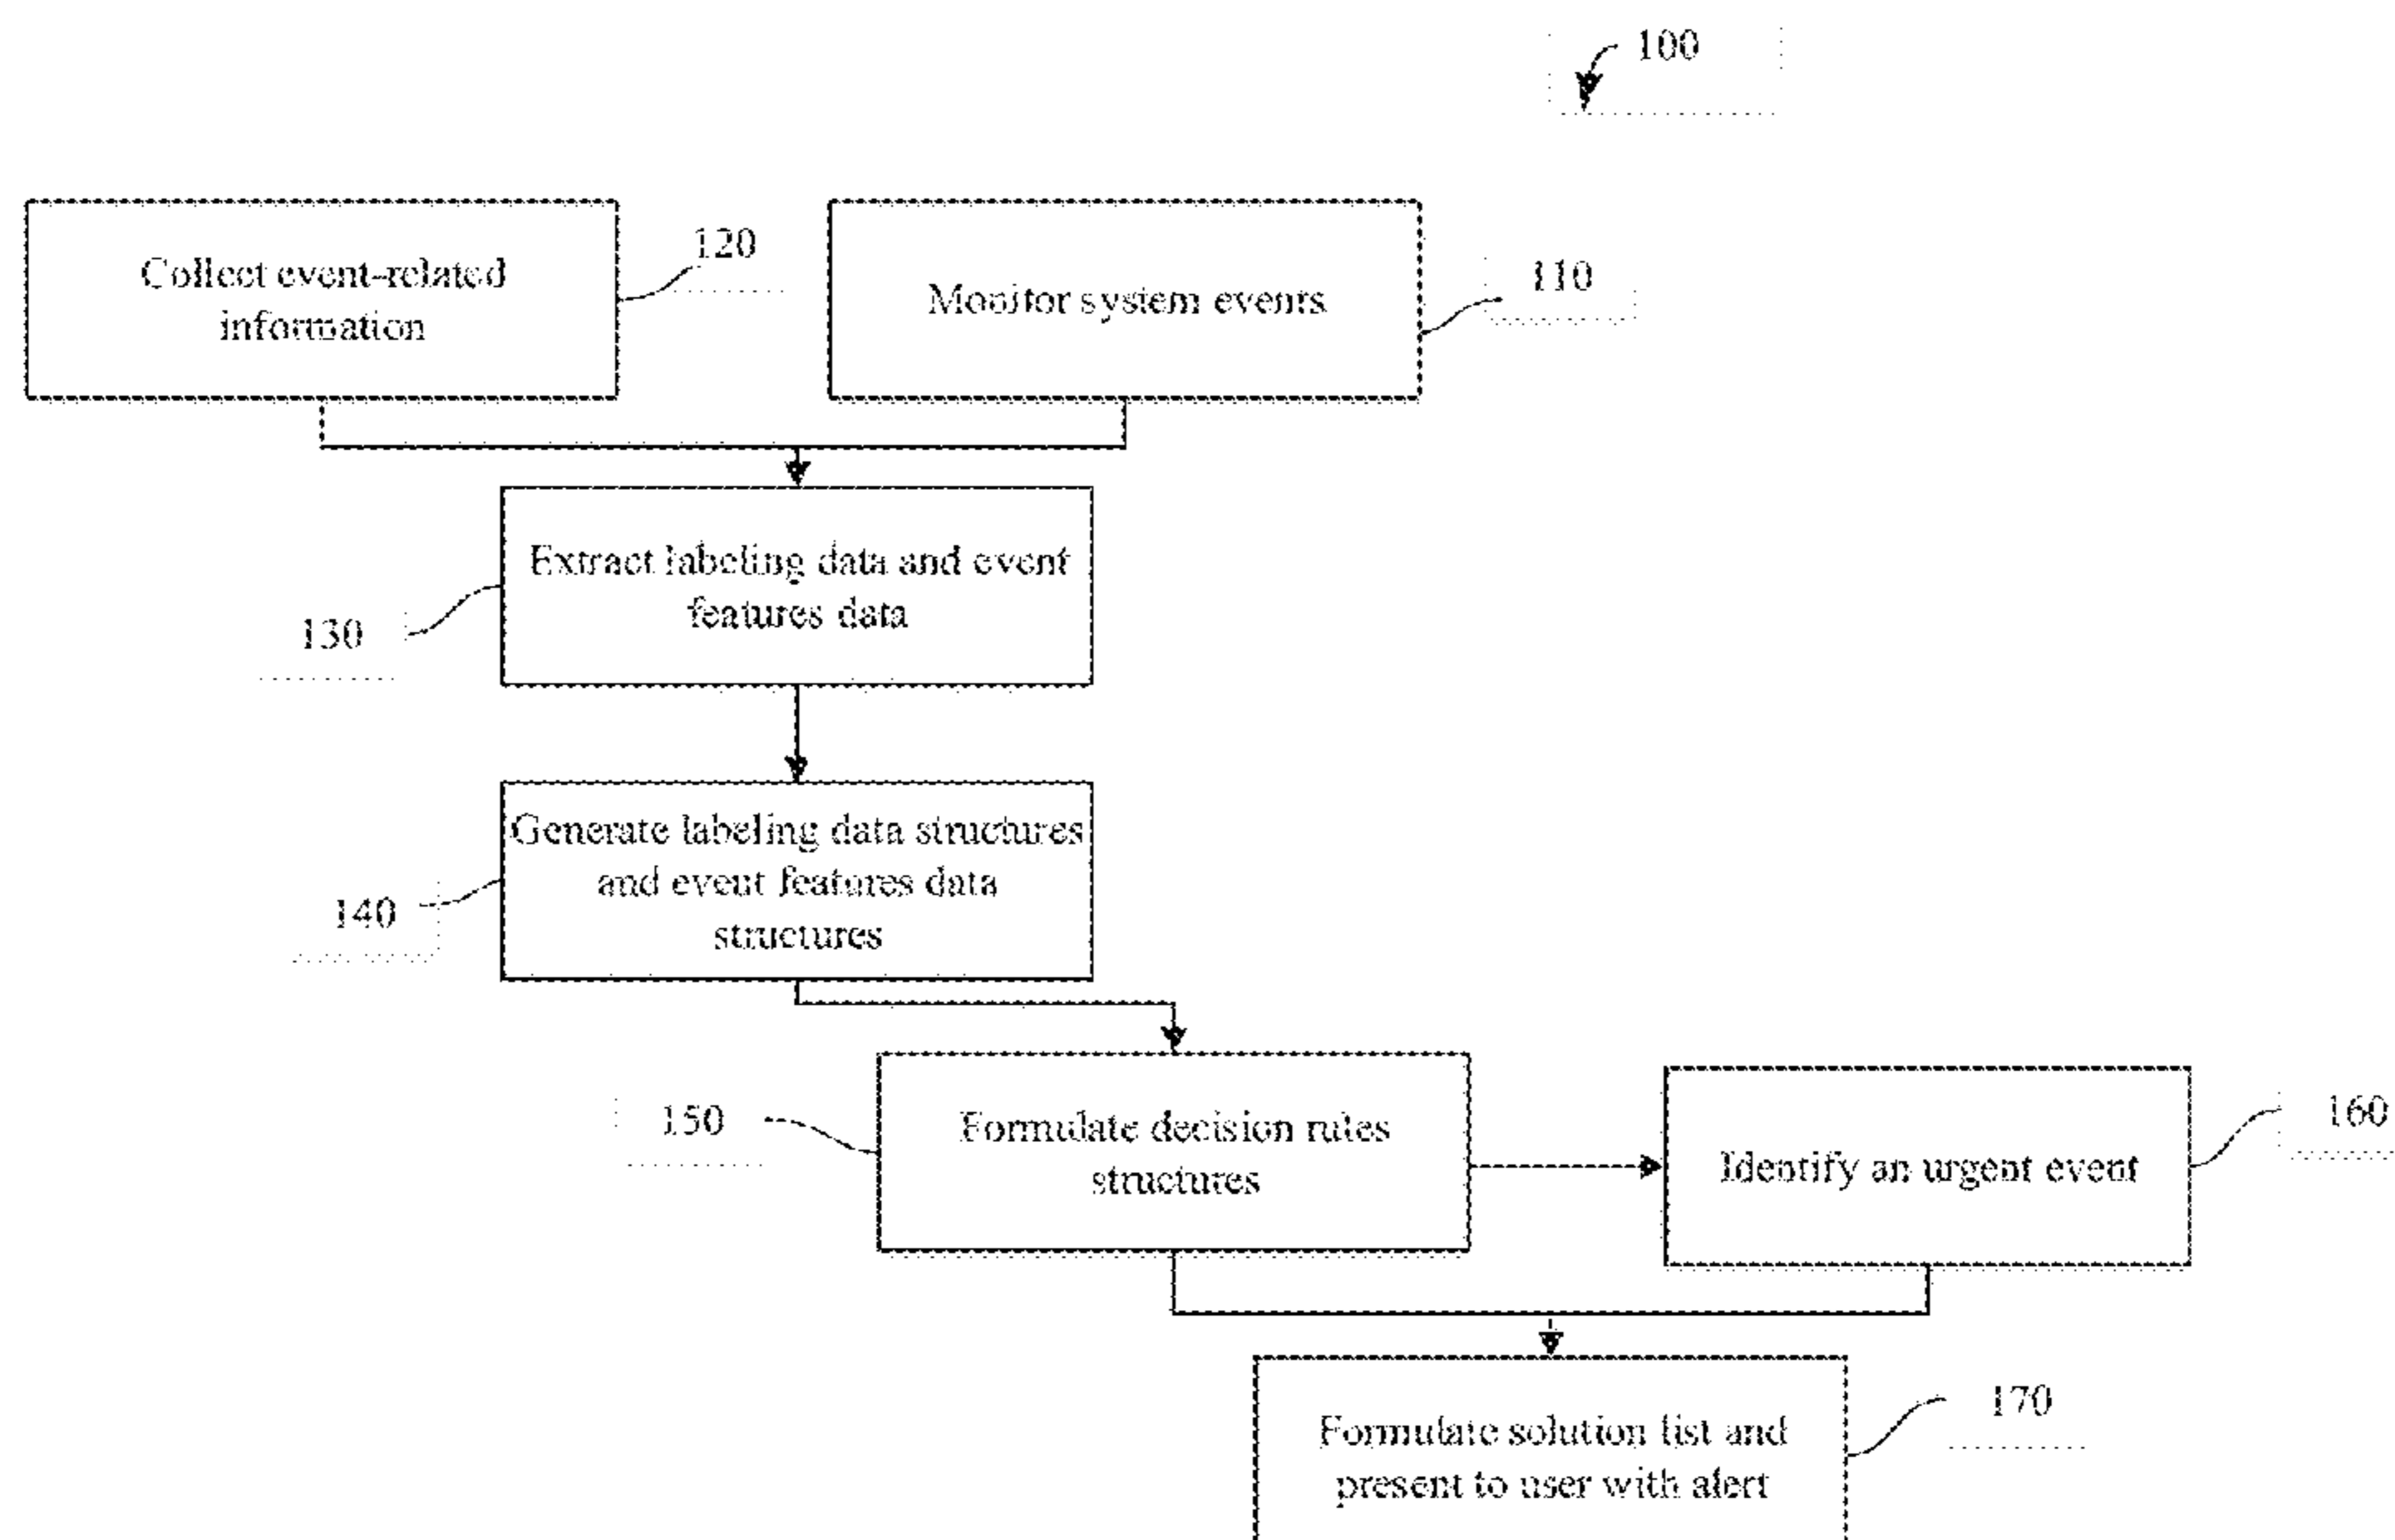 100
Collect event-related
information
120
Monitor system events
110
Extract labeling data and event
features data
130
Generate labeling data structures
and event features data
structures
140
Formulate decision rules
structures
150
Identify an urgent event
160
Formulate solution list and
present to user with alert
170